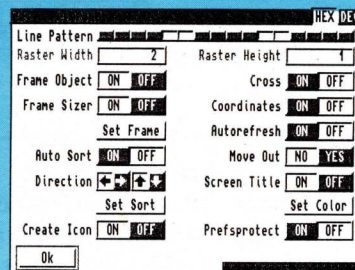 HEX DE
Line Pattern
Raster Width 2 Raster Height 1
Frame Object ON OFF Cross ON OFF
Frame Sizer ON OFF Coordinates ON OFF
Set Frame Autorefresh ON OFF
Auto Sort ON OFF Move Out NO YES
Direction Screen Title ON OFF
Set Sort Set Color
Create Icon ON OFF Prefsprotect ON OFF
Ok